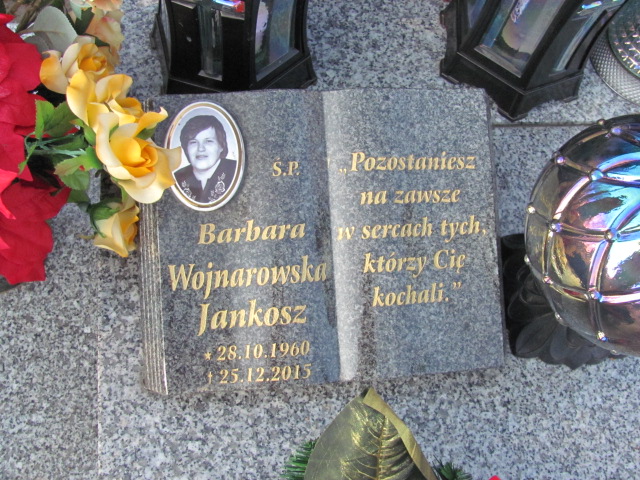 S.P.
Barbara
Wojnarowska
Jankosz
* 28.10.1960
† 25.12.2015
„Pozostaniesz
na zawsze
w sercach tych,
którzy Cię
kochali."